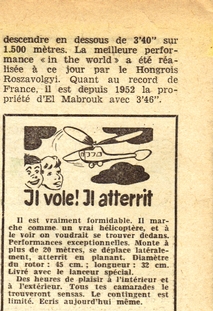 descendre en dessous de 3'40" sur
1.500 mètres. La meilleure perfor-
mance « in the world » a été réa-
lisée à ce jour par le Hongrois
Roszavolgyi. Quant au record de
France, il est depuis 1952 la pro-
priété d'El Mabrouk avec 3'46".
Il vole! Il atterrit
Il est vraiment formidable. Il mar-
che comme un vrai hélicoptère, et à
le voir on voudrait se trouver dedans.
Performances exceptionnelles. Monte à
plus de 20 mètres, se déplace latérale-
ment, atterrit en planant. Diamètre
du rotor : 45 cm. ; longueur : 32 cm.
Livré avec le lanceur spécial.
Des heures de plaisir à l'intérieur et
à l'extérieur. Tous tes camarades le
trouveront sensas. Le contingent est
limité. Ecris aujourd'hui même.